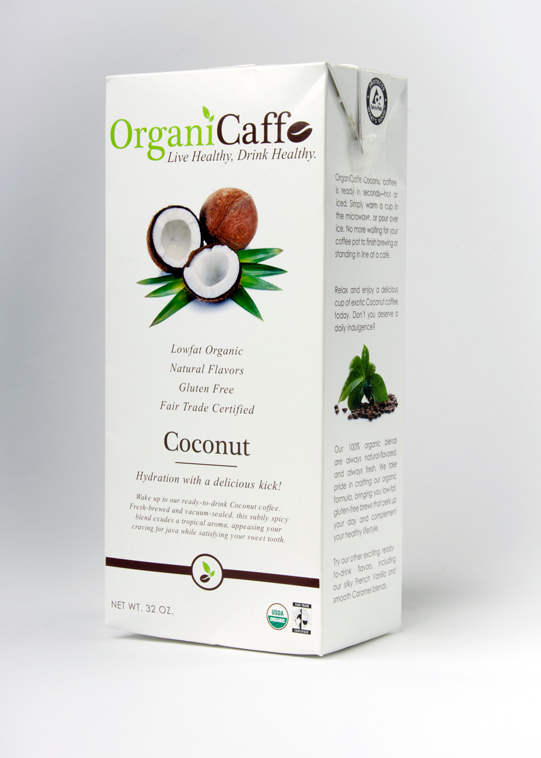 OrganiCaffe
Live Healthy, Drink Healthy.
Lowfat Organic
Natural Flavors
Gluten Free
Fair Trade Certified
Coconut
Hydration with a delicious kick!
Wake up to our ready-to-drink Coconut coffee.
Fresh-brewed and vacuum-sealed, this subtly spicy
blend exudes a tropical aroma, appeasing your
craving for java while satisfying your sweet tooth.
NET WT. 32 OZ.
USDA
ORGANIC
FAIR TRADE
CERTIFIED
OrganiCaffe Coconut coffee
is ready in seconds—hot or
iced. Simply warm a cup in
the microwave, or pour over
ice. No more waiting for your
coffee pot to finish brewing or
standing in line at a café.
Relax and enjoy a delicious
cup of exotic Coconut coffee
today. Don't you deserve a
daily indulgence?
Our 100% organic blends
are always natural-flavored,
and always fresh. We take
pride in crafting our organic
formula, bringing you low-fat,
gluten-free brews that perk up
your day and complement
your healthy lifestyle.
Try our other exciting, ready-
to-drink flavors, including
our silky French Vanilla and
smooth Caramel blends.